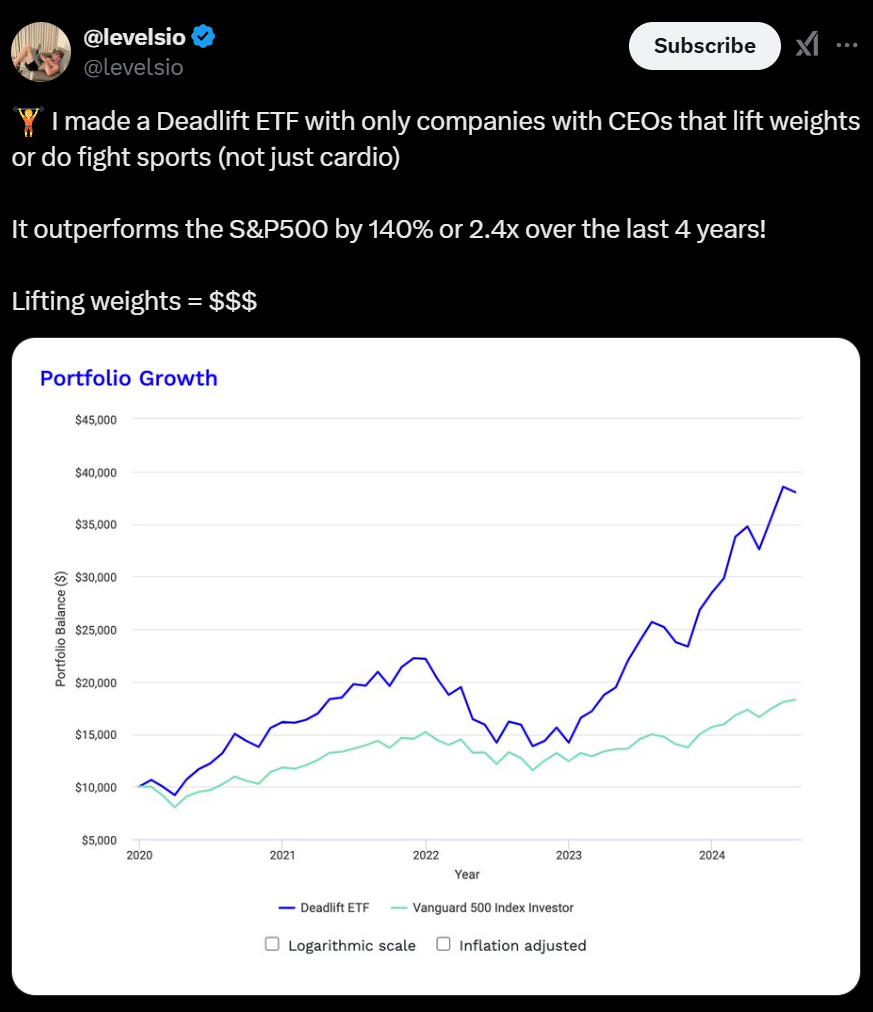 @levelsio
@levelsio
Subscribe
🏋 I made a Deadlift ETF with only companies with CEOs that lift weights
or do fight sports (not just cardio)
It outperforms the S&P500 by 140% or 2.4x over the last 4 years!
Lifting weights = $$$
Portfolio Growth
$45,000
$40,000
$35,000
$30,000
$25,000
$20,000
$15,000
$10,000
$5,000
Portfolio Balance ($)
2020 2021 2022 2023 2024
Year
Deadlift ETF Vanguard 500 Index Investor
Logarithmic scale Inflation adjusted